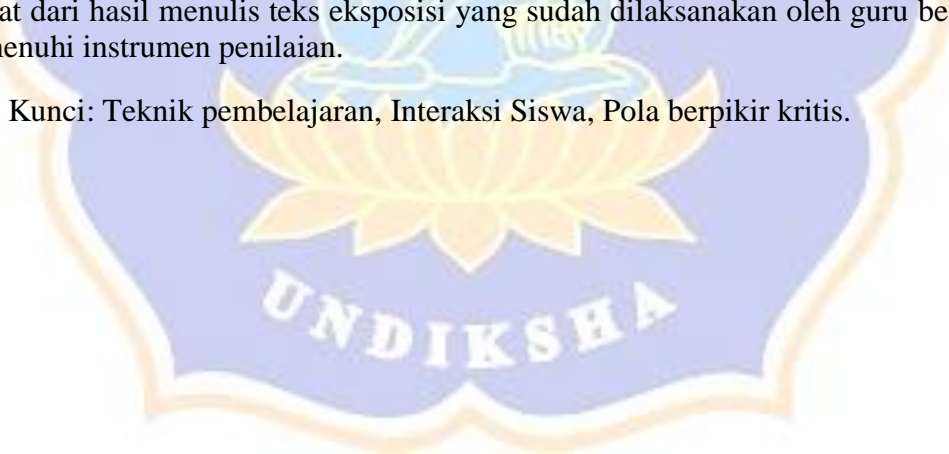 at dari hasil menulis teks eksposisi yang sudah dilaksanakan oleh guru be
menuhi instrumen penilaian.
Kunci: Teknik pembelajaran, Interaksi Siswa, Pola berpikir kritis.
UNDIKSHA